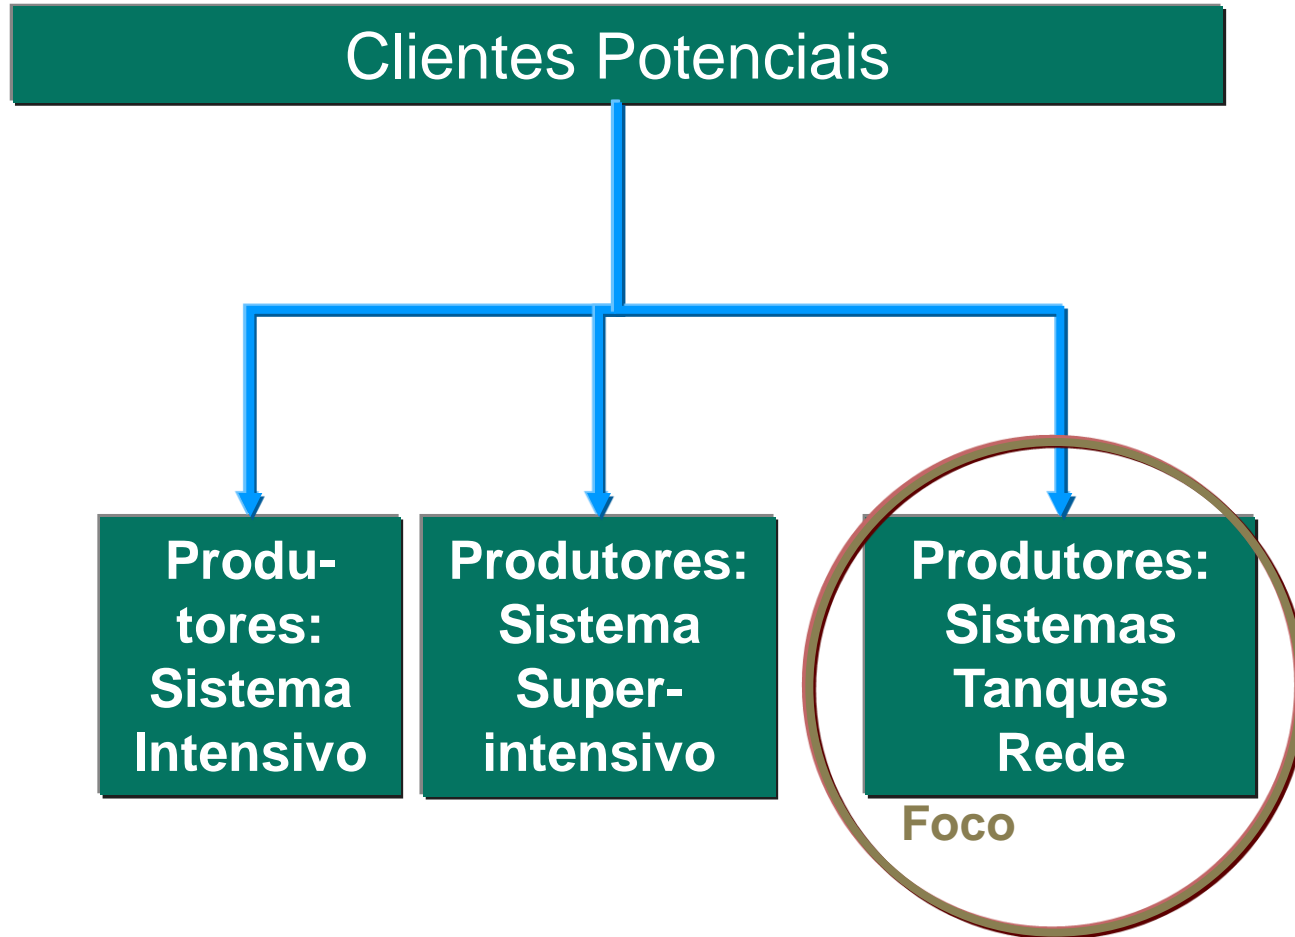 Clientes Potenciais
Produ-
tores:
Sistema
Intensivo
Produtores:
Sistema
Super-
intensivo
Produtores:
Sistemas
Tanques
Rede
Foco